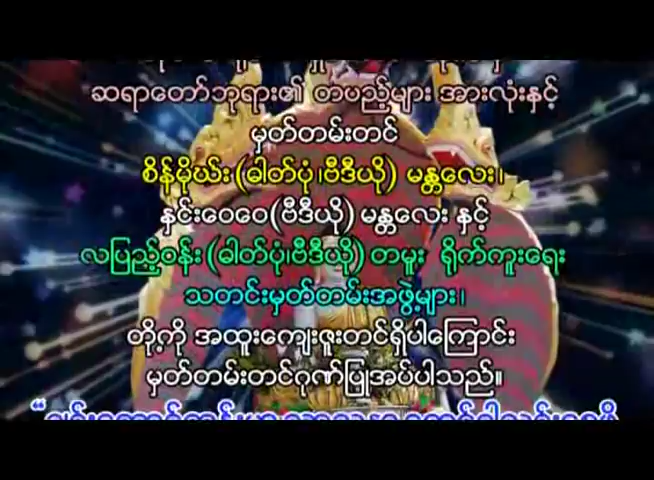 ဆရာတော်ဘုရား၏ တပည့်များ အားလုံးနှင့်
မှတ်တမ်းတင်
စိန်မိုဃ်း (ဓါတ်ပုံ၊ဗီဒီယို) မန္တလေး၊
နှင်းဝေဝေ(ဗီဒီယို) မန္တလေး နှင့်
လပြည့်ဝန်း (ဓါတ်ပုံ၊ဗီဒီယို) တမူး ရိုက်ကူးရေး
သတင်းမှတ်တမ်းအဖွဲ့များ၊
တို့ကို အထူးကျေးဇူးတင်ရှိပါကြောင်း
မှတ်တမ်းတင်ဂုဏ်ပြုအပ်ပါသည်။